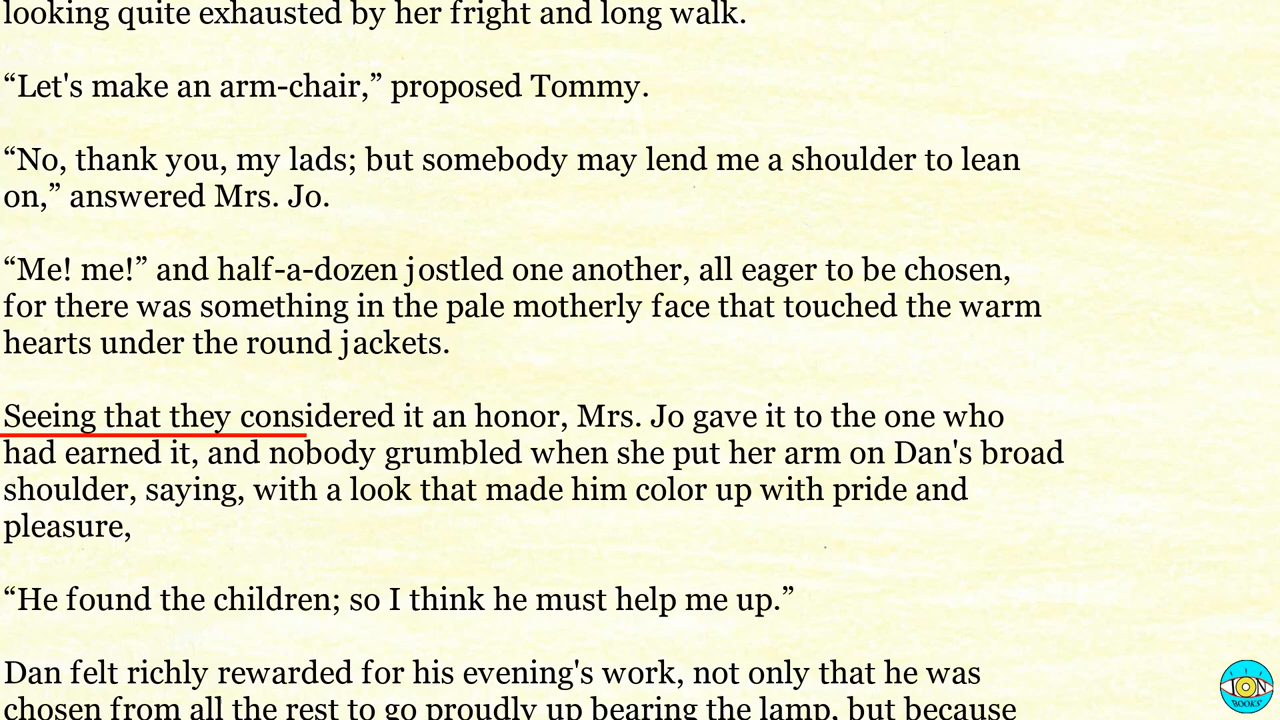 looking quite exhausted by her fright and long walk.
“Let's make an arm-chair,” proposed Tommy.
“No, thank you, my lads; but somebody may lend me a shoulder to lean
on,” answered Mrs. Jo.
“Me! me!” and half-a-dozen jostled one another, all eager to be chosen,
for there was something in the pale motherly face that touched the warm
hearts under the round jackets.
Seeing that they considered it an honor, Mrs. Jo gave it to the one who
had earned it, and nobody grumbled when she put her arm on Dan's broad
shoulder, saying, with a look that made him color up with pride and
pleasure,
“He found the children; so I think he must help me up.”
Dan felt richly rewarded for his evening's work, not only that he was
chosen from all the rest to go proudly up bearing the lamp, but because
ION
BOOKS